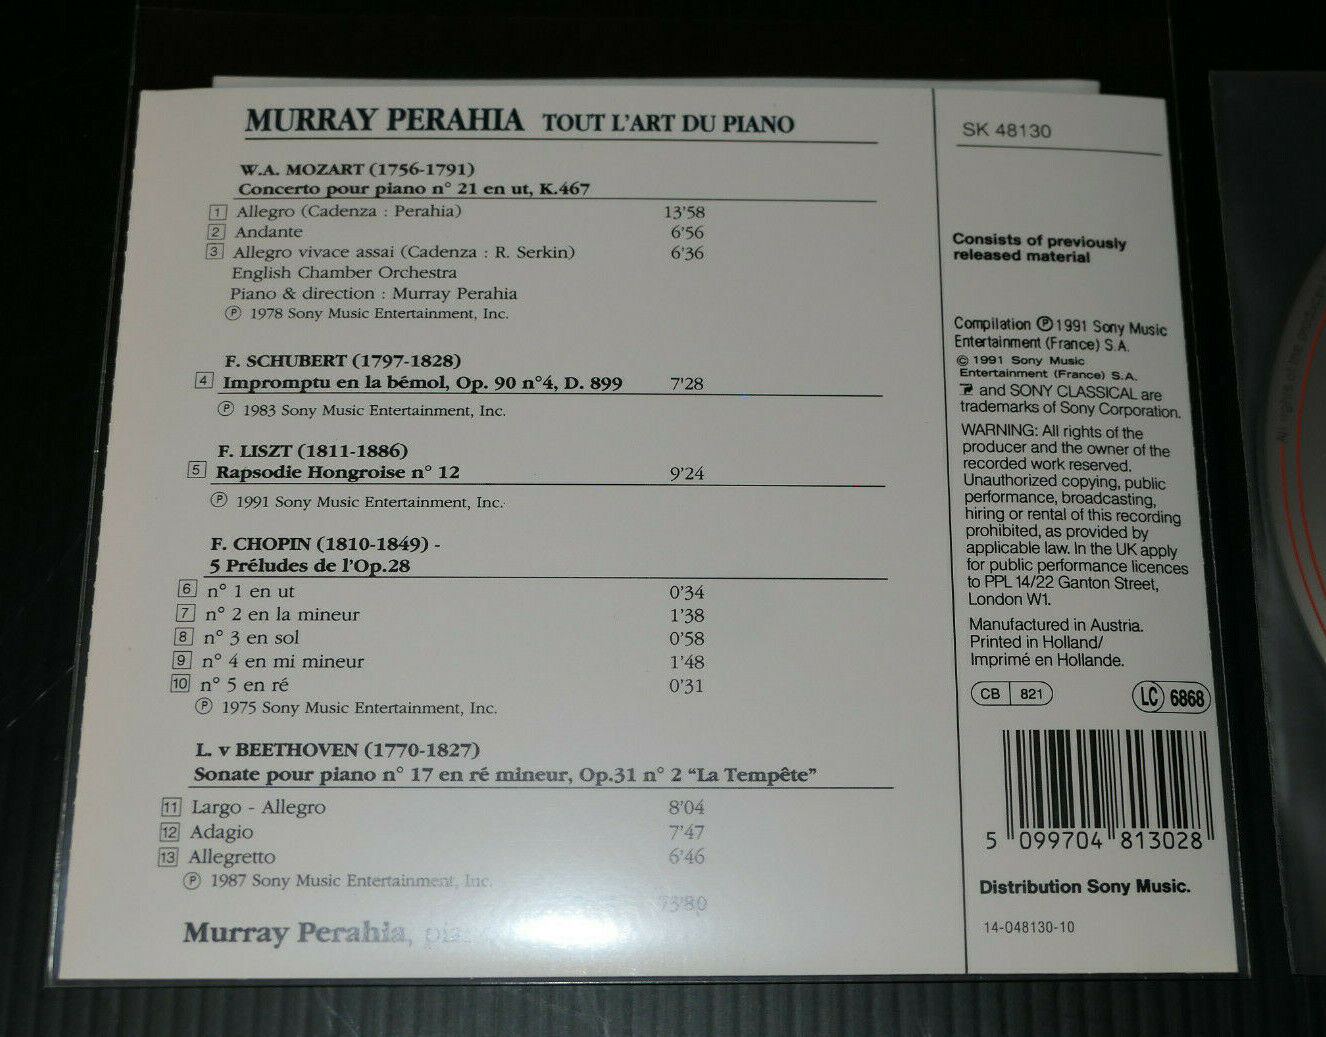 MURRAY PERAHIA TOUT L'ART DU PIANO
W.A. MOZART (1756-1791)
Concerto pour piano n° 21 en ut, K.467
1 Allegro (Cadenza : Perahia) 13'58
2 Andante 6'56
3 Allegro vivace assai (Cadenza : R. Serkin) 6'36
English Chamber Orchestra
Piano & direction : Murray Perahia
℗ 1978 Sony Music Entertainment, Inc.
F. SCHUBERT (1797-1828)
4 Impromptu en la bémol, Op. 90 n°4, D. 899 7'28
℗ 1983 Sony Music Entertainment, Inc.
F. LISZT (1811-1886)
5 Rapsodie Hongroise n° 12 9'24
℗ 1991 Sony Music Entertainment, Inc.
F. CHOPIN (1810-1849) -
5 Préludes de l'Op.28
6 n° 1 en ut 0'34
7 n° 2 en la mineur 1'38
8 n° 3 en sol 0'58
9 n° 4 en mi mineur 1'48
10 n° 5 en ré 0'31
℗ 1975 Sony Music Entertainment, Inc.
L. v BEETHOVEN (1770-1827)
Sonate pour piano n° 17 en ré mineur, Op.31 n° 2 "La Tempête"
11 Largo - Allegro 8'04
12 Adagio 7'47
13 Allegretto 6'46
℗ 1987 Sony Music Entertainment, Inc.
Murray Perahia,
SK 48130
Consists of previously
released material
Compilation ℗ 1991 Sony Music
Entertainment (France) S.A.
© 1991 Sony Music
Entertainment (France) S.A.
and SONY CLASSICAL are
trademarks of Sony Corporation.
WARNING: All rights of the
producer and the owner of the
recorded work reserved.
Unauthorized copying, public
performance, broadcasting,
hiring or rental of this recording
prohibited, as provided by
applicable law. In the UK apply
for public performance licences
to PPL 14/22 Ganton Street,
London W1.
Manufactured in Austria.
Printed in Holland/
Imprimé en Hollande.
CB 821
LC 6868
5 099704 813028
Distribution Sony Music.
14-048130-10